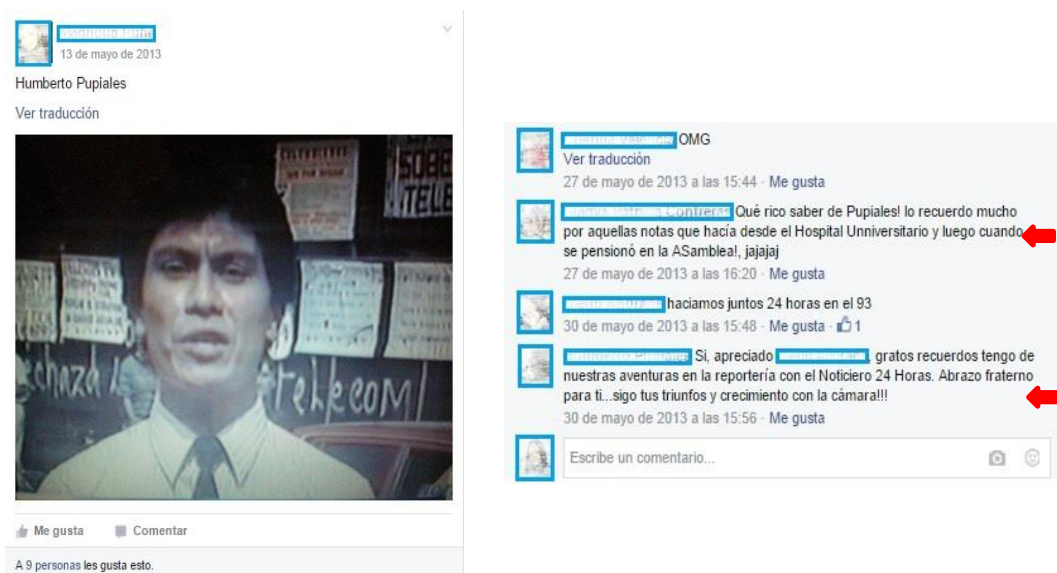 13 de mayo de 2013
Humberto Pupiales
Ver traducción
SOBE
TELE
echaza
telecom
Me gusta Comentar
A 9 personas les gusta esto.
OMG
Ver traducción
27 de mayo de 2013 a las 15:44 · Me gusta
Contreras Qué rico saber de Pupiales! lo recuerdo mucho
por aquellas notas que hacía desde el Hospital Unniversitario y luego cuando
se pensionó en la ASamblea!, jajajaj
27 de mayo de 2013 a las 16:20 · Me gusta
haciamos juntos 24 horas en el 93
30 de mayo de 2013 a las 15:48 · Me gusta · 1
Si, apreciado , gratos recuerdos tengo de
nuestras aventuras en la reportería con el Noticiero 24 Horas. Abrazo fraterno
para ti...sigo tus triunfos y crecimiento con la cámara!!!
30 de mayo de 2013 a las 15:56 · Me gusta
Escribe un comentario...